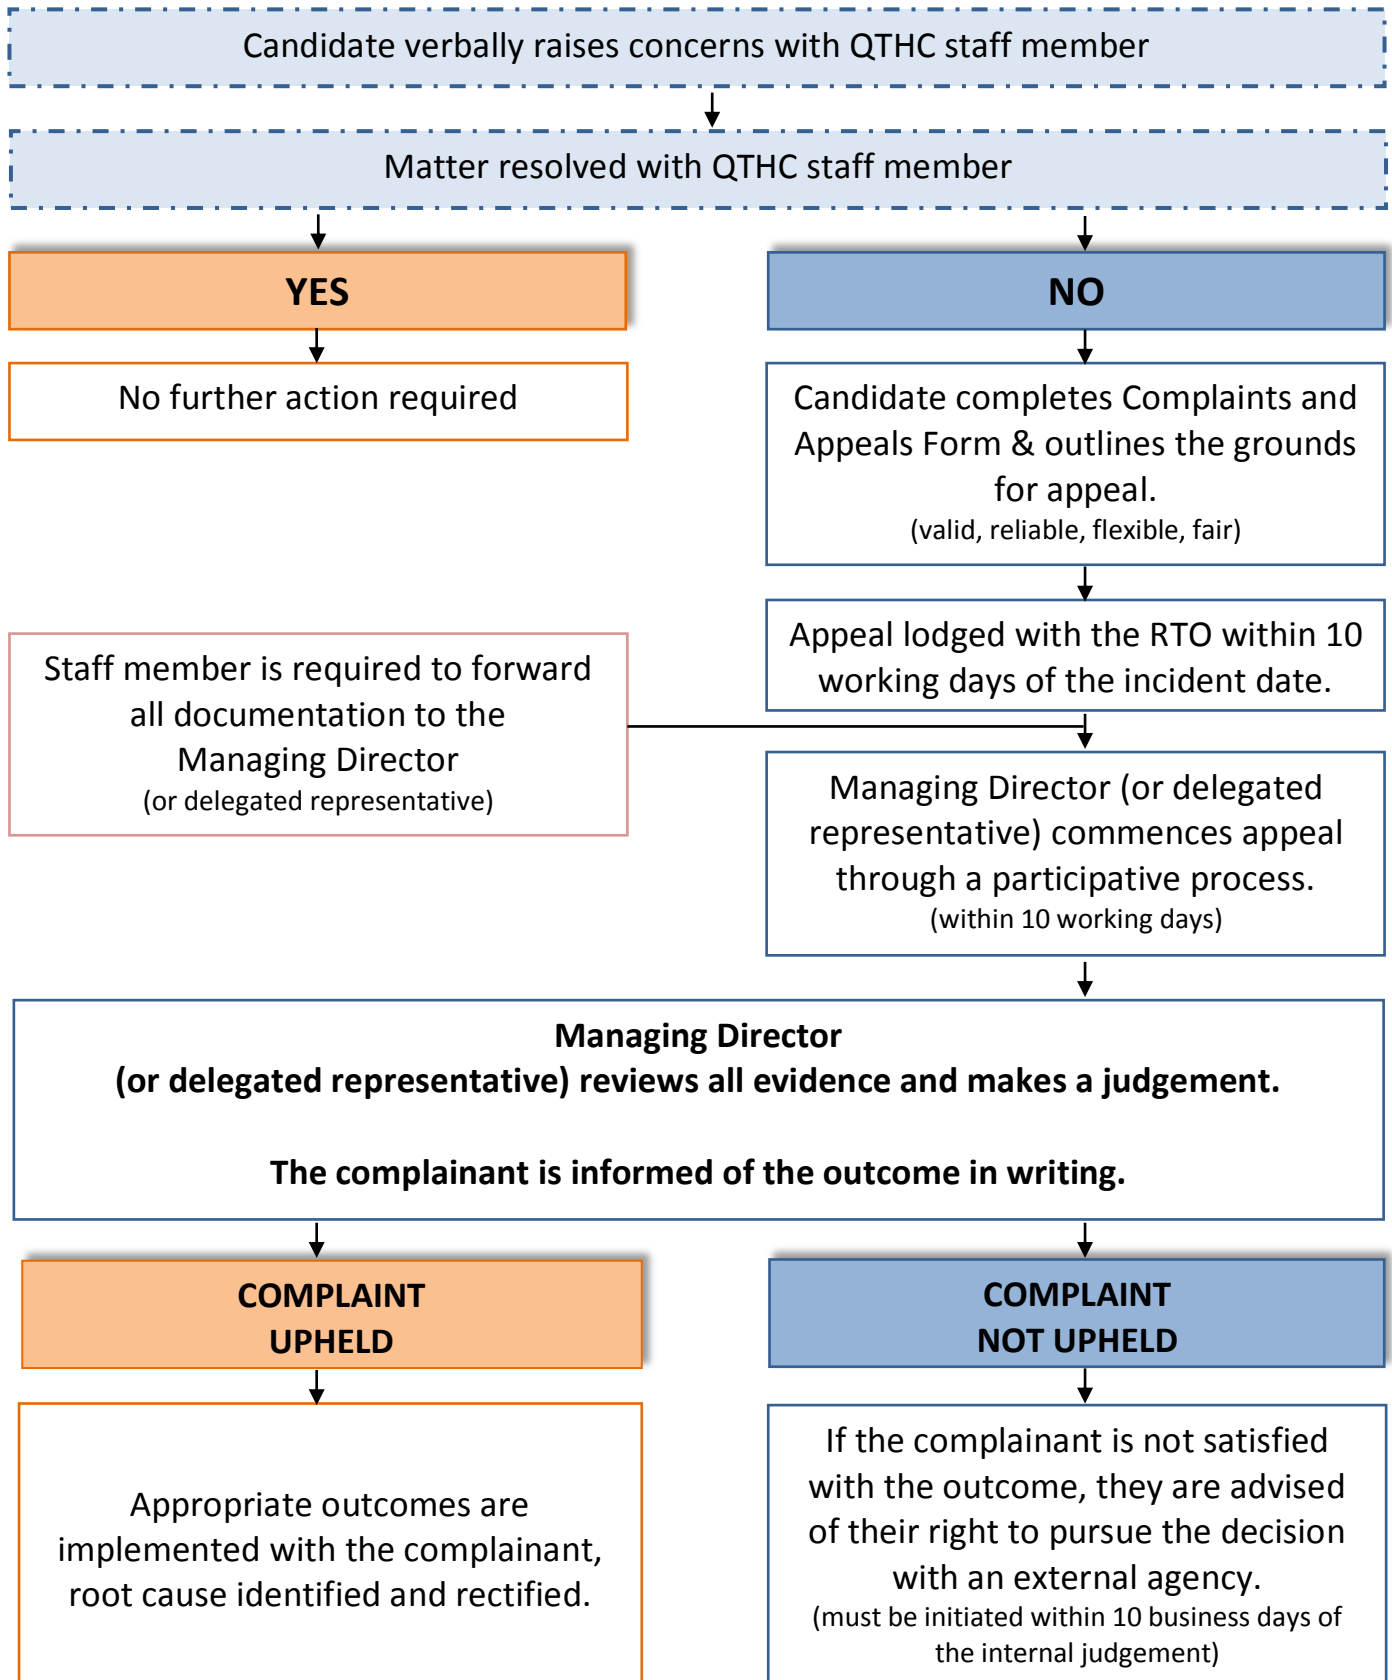 Candidate verbally raises concerns with QTHC staff member
Matter resolved with QTHC staff member
YES
NO
No further action required
Candidate completes Complaints and
Appeals Form & outlines the grounds
for appeal.
(valid, reliable, flexible, fair)
Appeal lodged with the RTO within 10
working days of the incident date.
Staff member is required to forward
all documentation to the
Managing Director
(or delegated representative)
Managing Director (or delegated
representative) commences appeal
through a participative process.
(within 10 working days)
Managing Director
(or delegated representative) reviews all evidence and makes a judgement.
The complainant is informed of the outcome in writing.
COMPLAINT
UPHELD
COMPLAINT
NOT UPHELD
Appropriate outcomes are
implemented with the complainant,
root cause identified and rectified.
If the complainant is not satisfied
with the outcome, they are advised
of their right to pursue the decision
with an external agency.
(must be initiated within 10 business days of
the internal judgement)